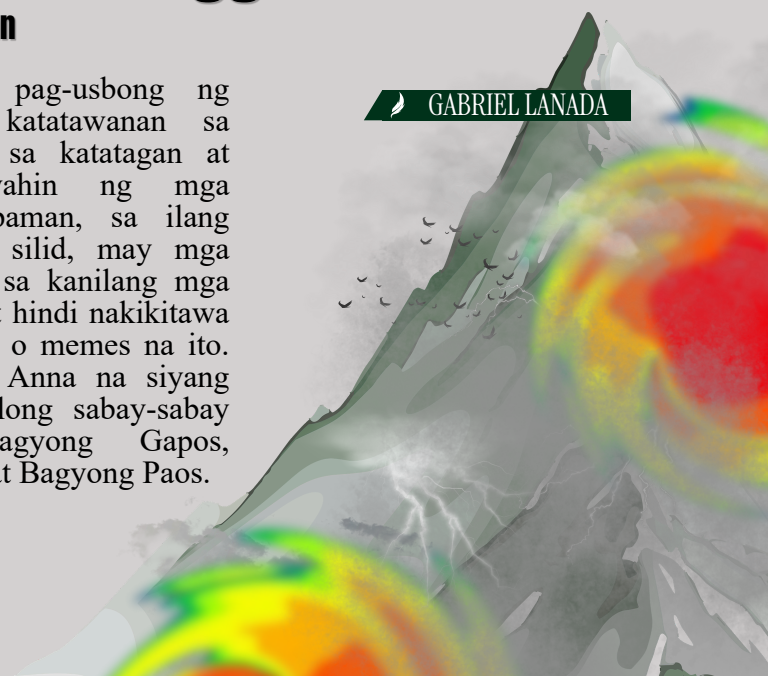 n
pag-usbong ng
katatawanan sa
sa katatagan at
ng mga
sa ilang
silid, may mga
sa kanilang mga
hindi nakikitawa
o memes na ito.
Anna na siyang
sabay-sabay
Gapos,
at Bagyong Paos.
GABRIEL LANADA